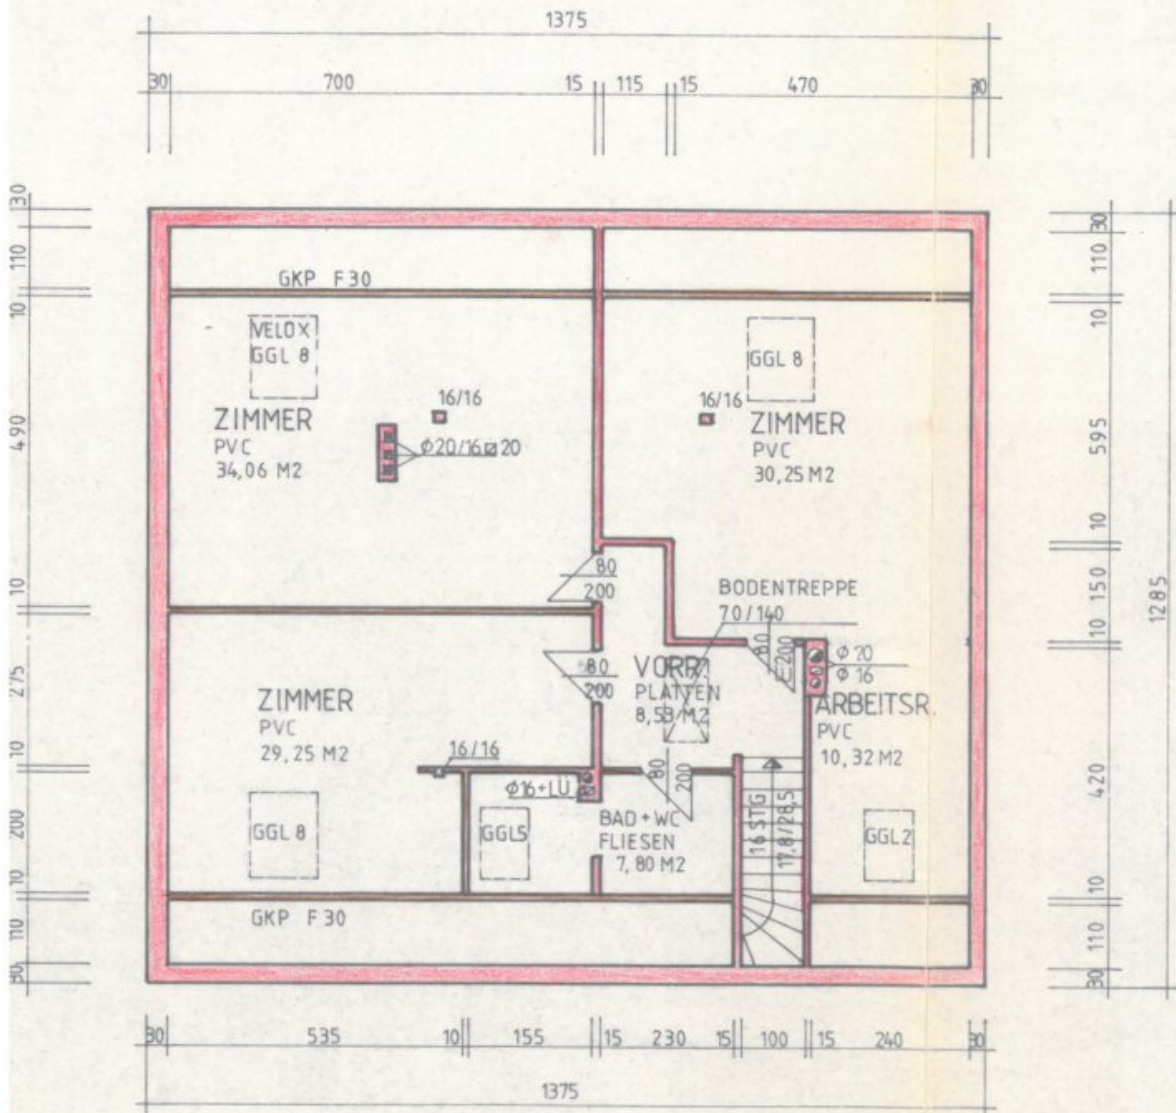 1375
30 700 15 115 15 470 30
30
110
10
490
10
275
10
200
10
110
30
GKP F 30
VELOX
GGL 8
ZIMMER
PVC
34,06 M2
16/16
Φ20/16 20
GGL 8
16/16
ZIMMER
PVC
30,25 M2
80
200
BODENTREPPE
70/140
80
200
ZIMMER
PVC
29,25 M2
80
200
VORR.
PLATTEN
8,53 M2
Φ 20
Φ 16
ARBEITSR.
PVC
10,32 M2
16/16
Φ16+LÜ
80
200
GGL 8
GGL5
BAD + WC
FLIESEN
7,80 M2
16 STG
17,8/28,5
GGL2
GKP F 30
30
110
10
595
10
150
10
420
10
110
30
1285
30 535 10 155 15 230 15 100 15 240 30
1375